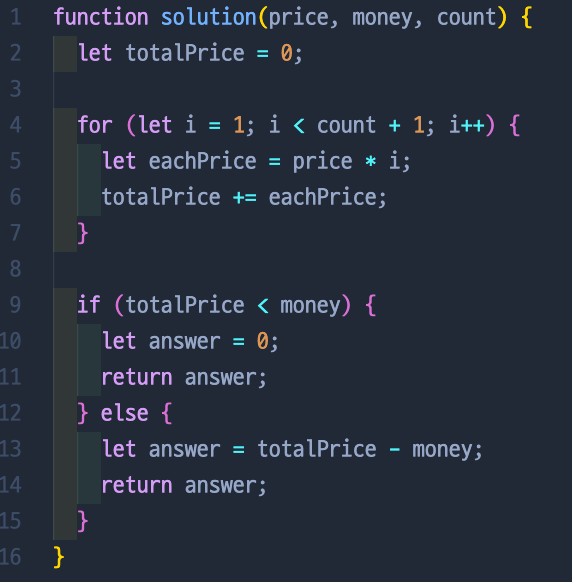 1 function solution(price, money, count) {
2 let totalPrice = 0;
3
4 for (let i = 1; i < count + 1; i++) {
5 let eachPrice = price * i;
6 totalPrice += eachPrice;
7 }
8
9 if (totalPrice < money) {
10 let answer = 0;
11 return answer;
12 } else {
13 let answer = totalPrice - money;
14 return answer;
15 }
16 }